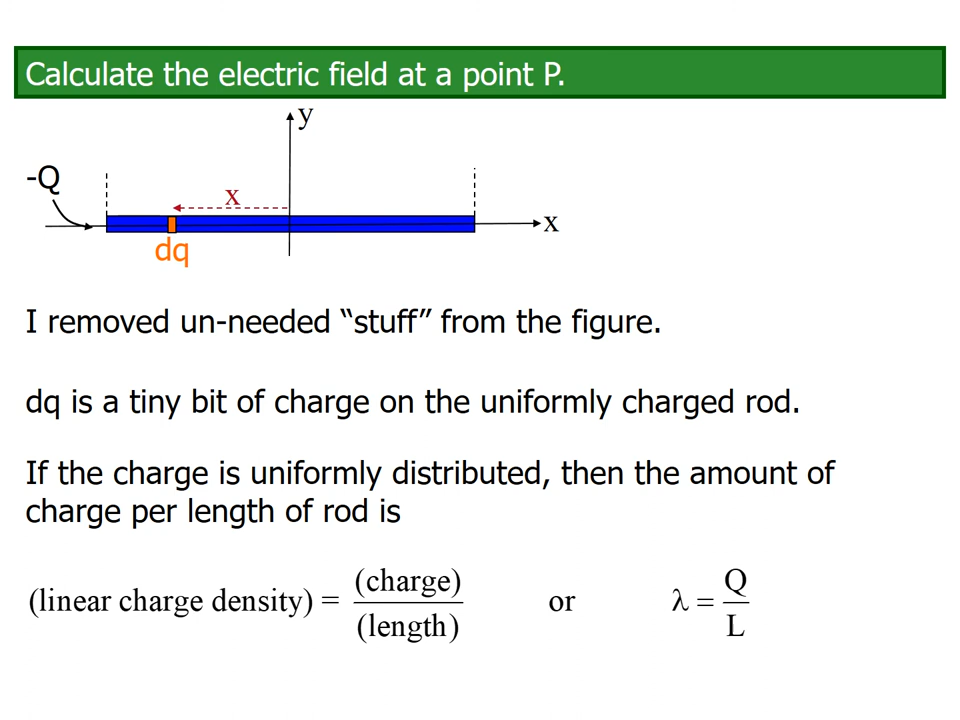 Calculate the electric field at a point P.
y
-Q
x
x
dq
I removed un-needed “stuff” from the figure.
dq is a tiny bit of charge on the uniformly charged rod.
If the charge is uniformly distributed, then the amount of
charge per length of rod is
(linear charge density) = (charge) / (length) or λ = Q / L